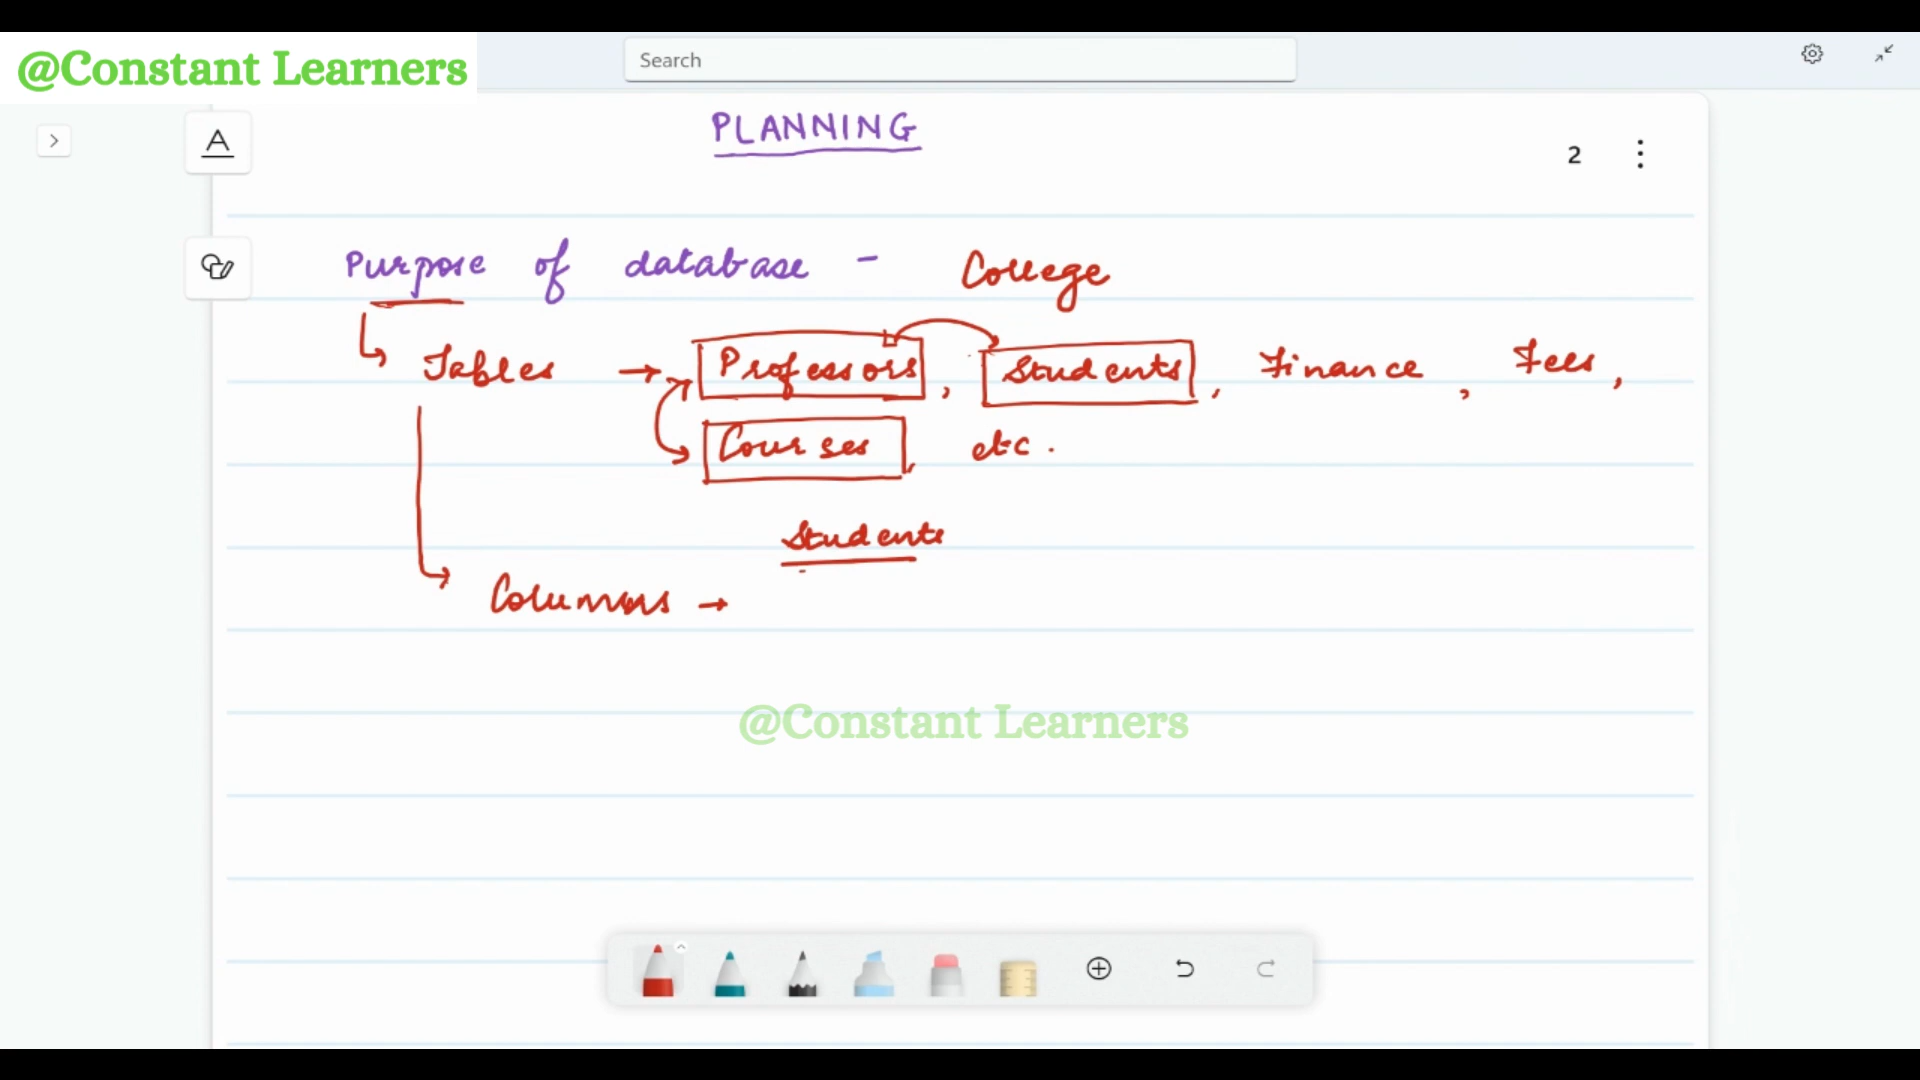 @Constant Learners
Search
PLANNING
2
Purpose of database - College
Tables → Professors, Students, Finance, Fees,
Courses, etc.
Students
Columns →
@Constant Learners